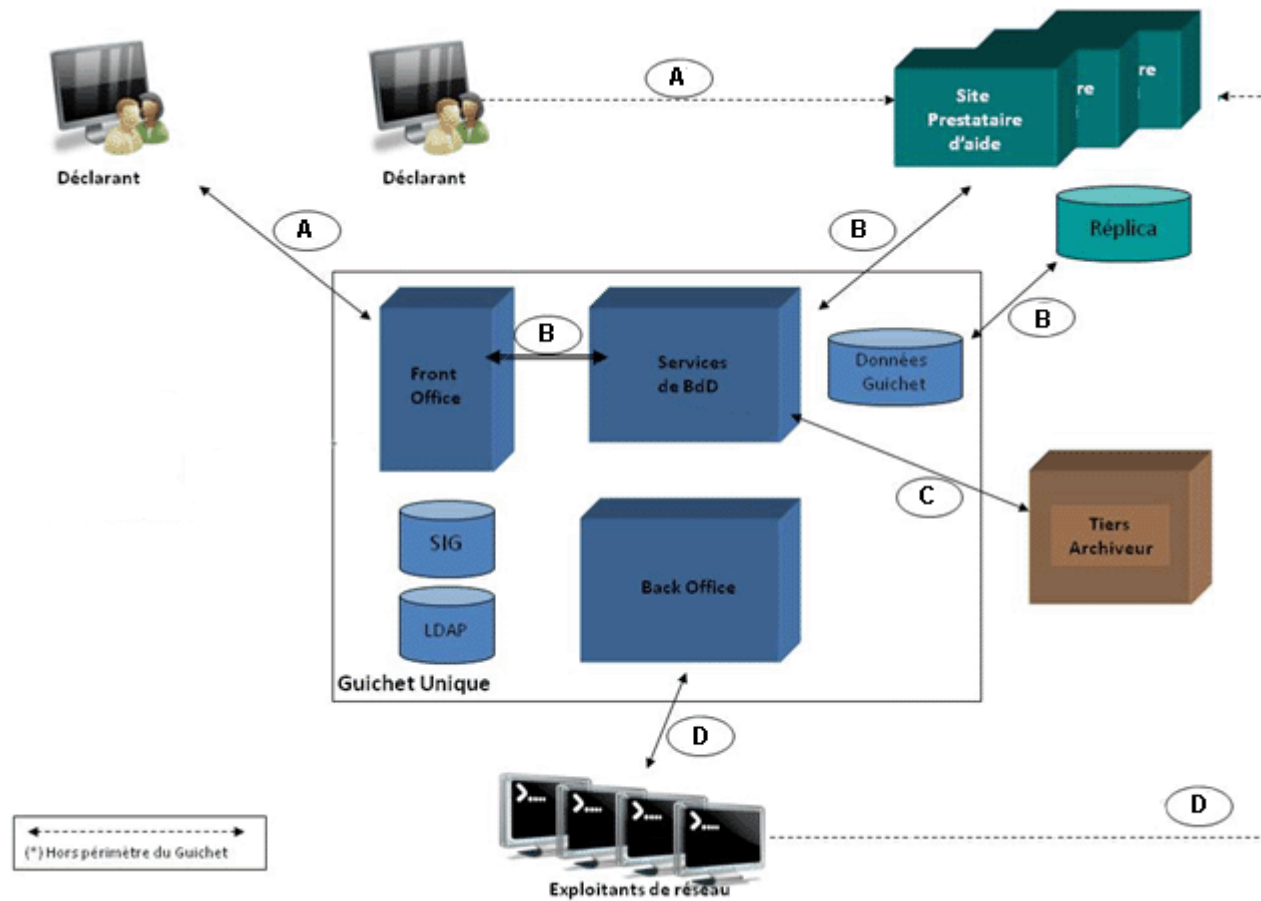 A
re
re
Site
Prestataire
d'aide
Déclarant
Déclarant
Réplica
A
B
B
B
Front
Office
Services
de BdD
Données
Guichet
C
SIG
Tiers
Archiveur
LDAP
Back Office
Guichet Unique
D
>....
>....
>....
>....
D
(*) Hors périmètre du Guichet
Exploitants de réseau